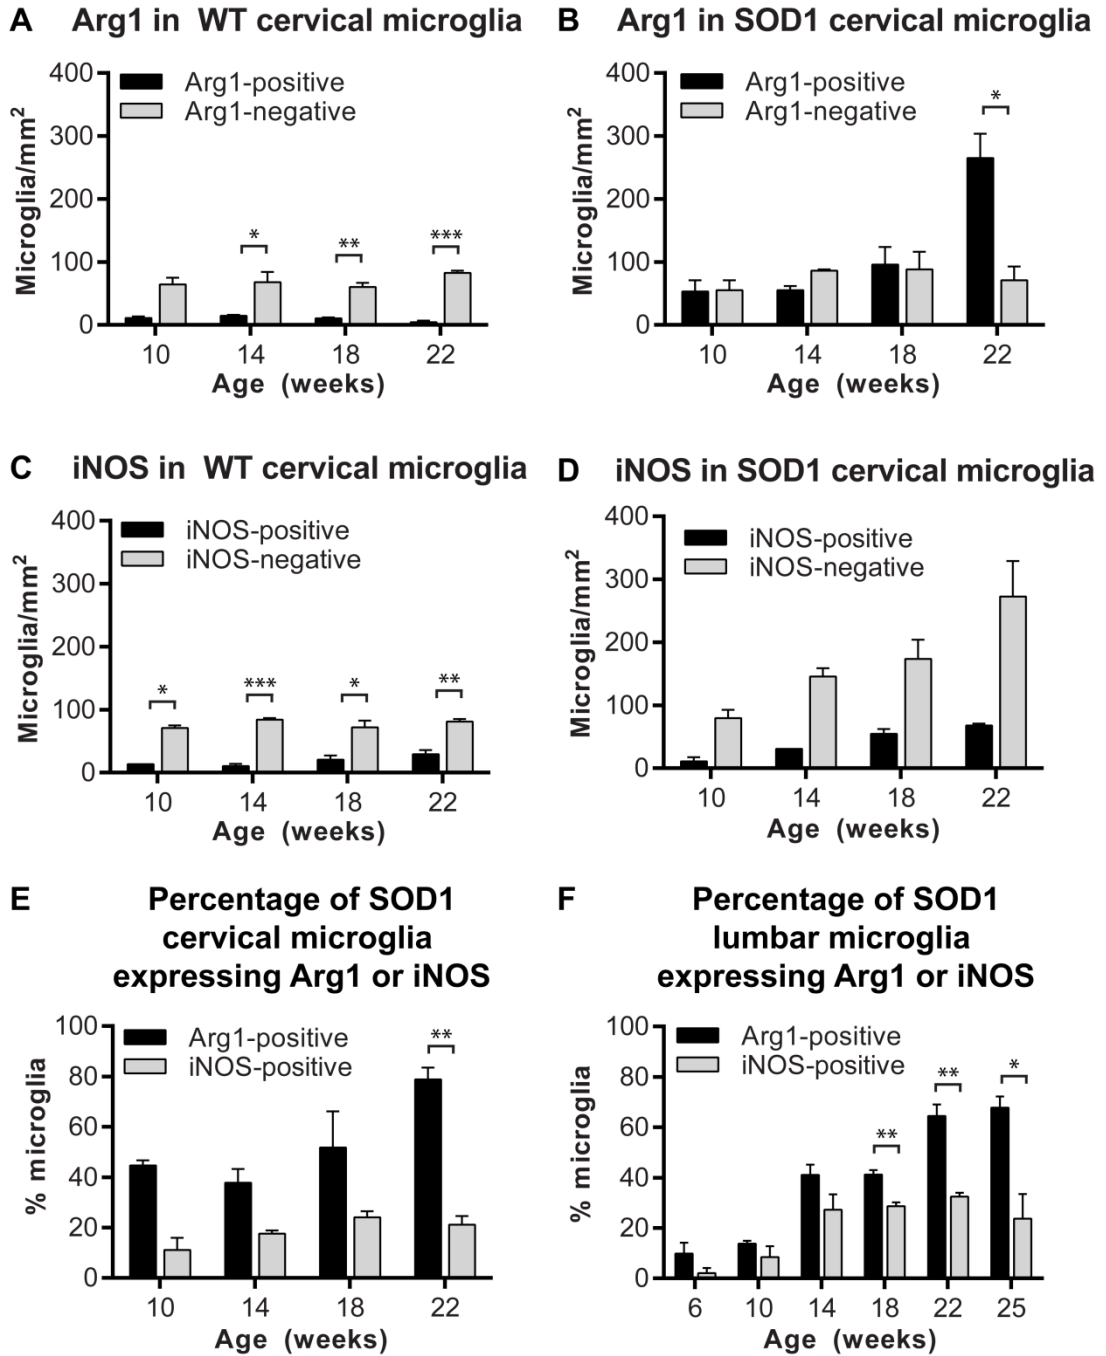 A Arg1 in WT cervical microglia
Arg1-positive
Arg1-negative
Microglia/mm²
400
300
200
100
0
*
**
***
10 14 18 22
Age (weeks)
B Arg1 in SOD1 cervical microglia
Arg1-positive
Arg1-negative
Microglia/mm²
400
300
200
100
0
*
10 14 18 22
Age (weeks)
C iNOS in WT cervical microglia
iNOS-positive
iNOS-negative
Microglia/mm²
400
300
200
100
0
*
***
*
**
10 14 18 22
Age (weeks)
D iNOS in SOD1 cervical microglia
iNOS-positive
iNOS-negative
Microglia/mm²
400
300
200
100
0
10 14 18 22
Age (weeks)
E Percentage of SOD1
cervical microglia
expressing Arg1 or iNOS
Arg1-positive
iNOS-positive
% microglia
100
80
60
40
20
0
**
10 14 18 22
Age (weeks)
F Percentage of SOD1
lumbar microglia
expressing Arg1 or iNOS
Arg1-positive
iNOS-positive
% microglia
100
80
60
40
20
0
**
**
*
6 10 14 18 22 25
Age (weeks)